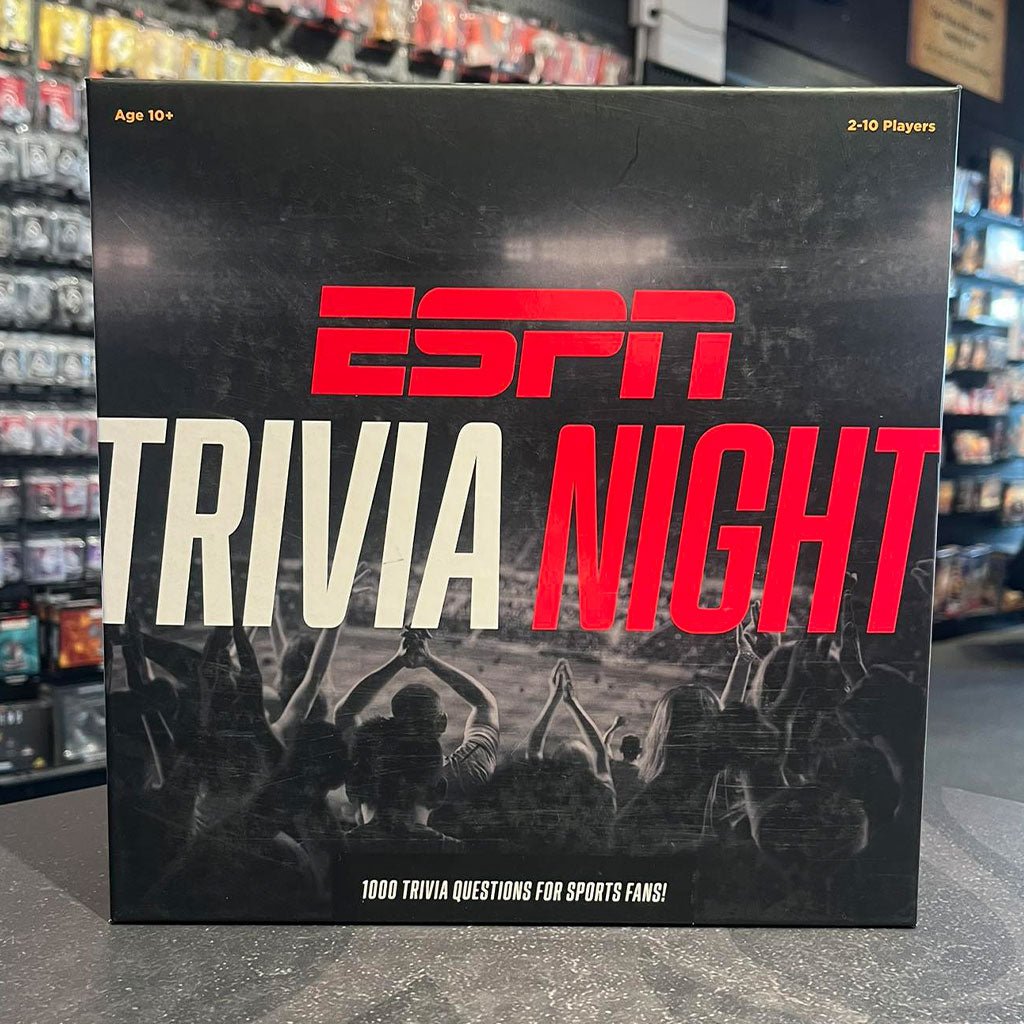 Age 10+
2-10 Players
ESPN
TRIVIA NIGHT
1000 TRIVIA QUESTIONS FOR SPORTS FANS!